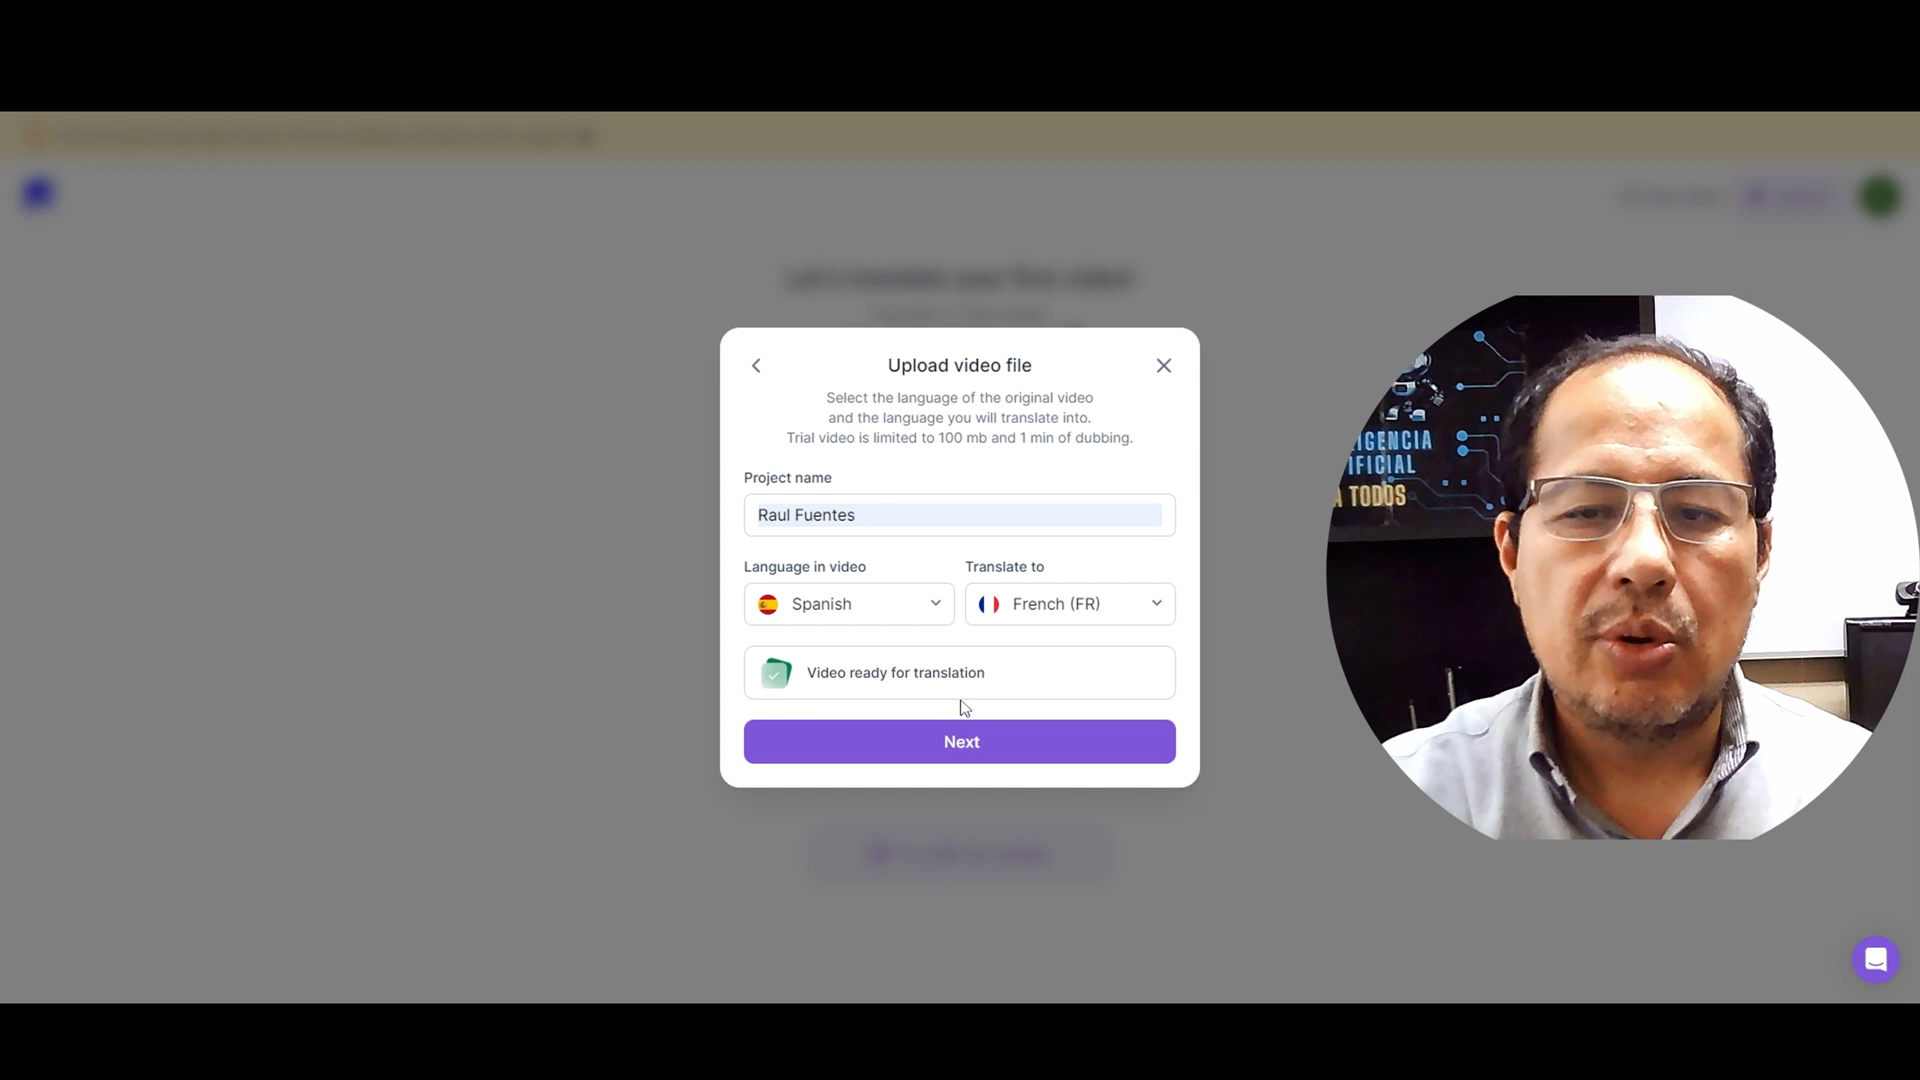 Upload video file
Select the language of the original video
and the language you will translate into.
Trial video is limited to 100 mb and 1 min of dubbing.
Project name
Raul Fuentes
Language in video
Translate to
Spanish
French (FR)
Video ready for translation
Next
IGENCIA
IFICIAL
A TODOS